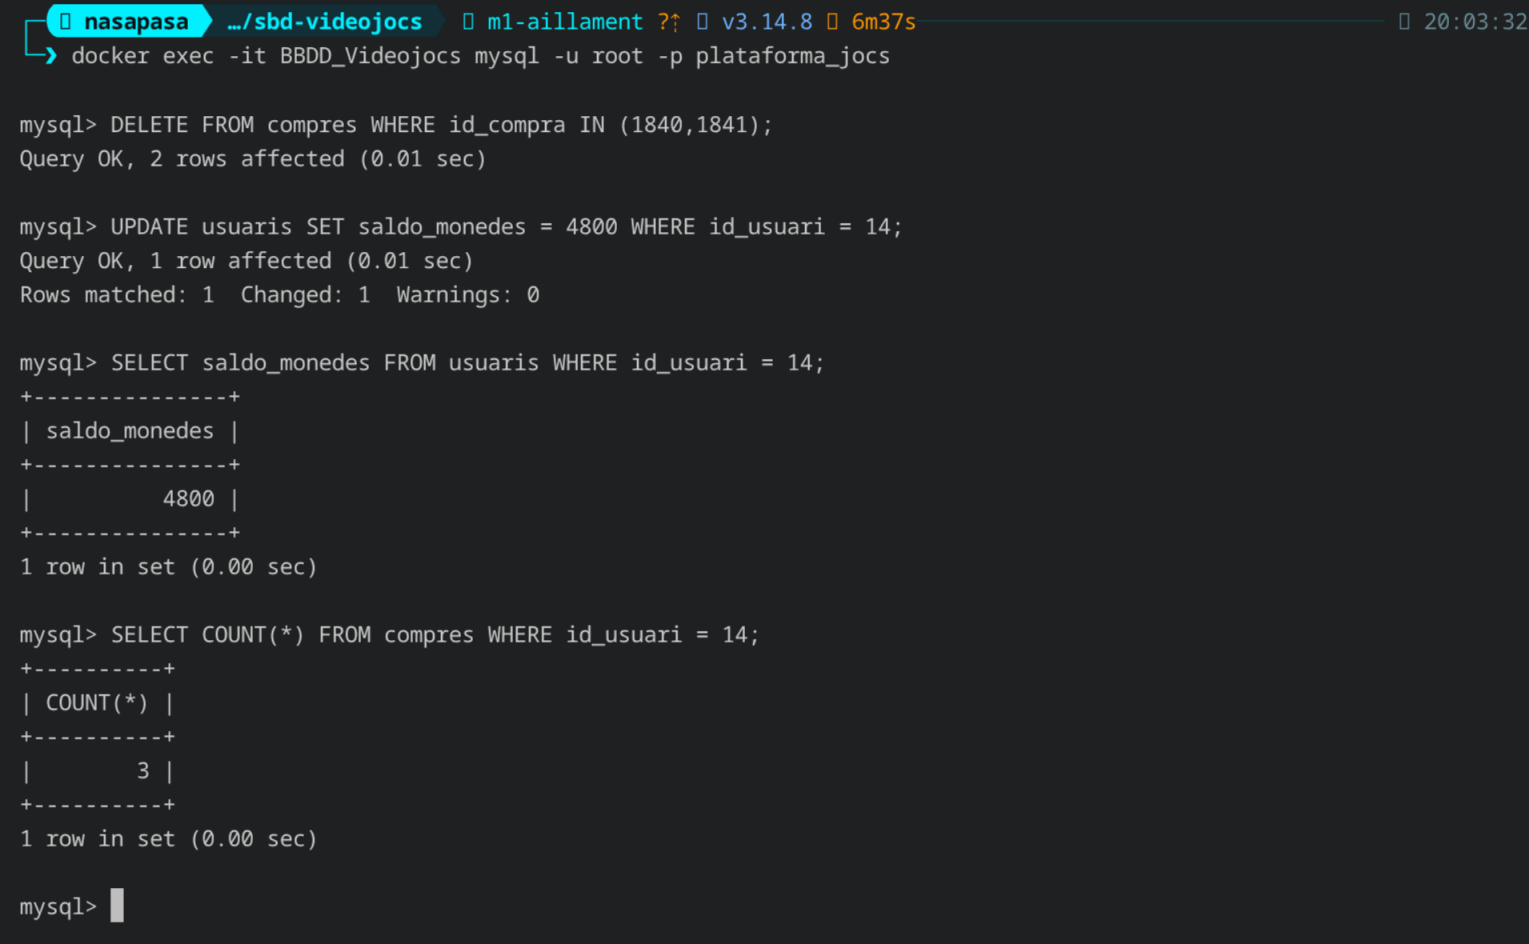 nasapasa …/sbd-videojocs m1-aillament ?⇡ v3.14.8 6m37s 20:03:32
❯ docker exec -it BBDD_Videojocs mysql -u root -p plataforma_jocs
mysql> DELETE FROM compres WHERE id_compra IN (1840,1841);
Query OK, 2 rows affected (0.01 sec)
mysql> UPDATE usuaris SET saldo_monedes = 4800 WHERE id_usuari = 14;
Query OK, 1 row affected (0.01 sec)
Rows matched: 1  Changed: 1  Warnings: 0
mysql> SELECT saldo_monedes FROM usuaris WHERE id_usuari = 14;
+---------------+
| saldo_monedes |
+---------------+
|          4800 |
+---------------+
1 row in set (0.00 sec)
mysql> SELECT COUNT(*) FROM compres WHERE id_usuari = 14;
+----------+
| COUNT(*) |
+----------+
|        3 |
+----------+
1 row in set (0.00 sec)
mysql>